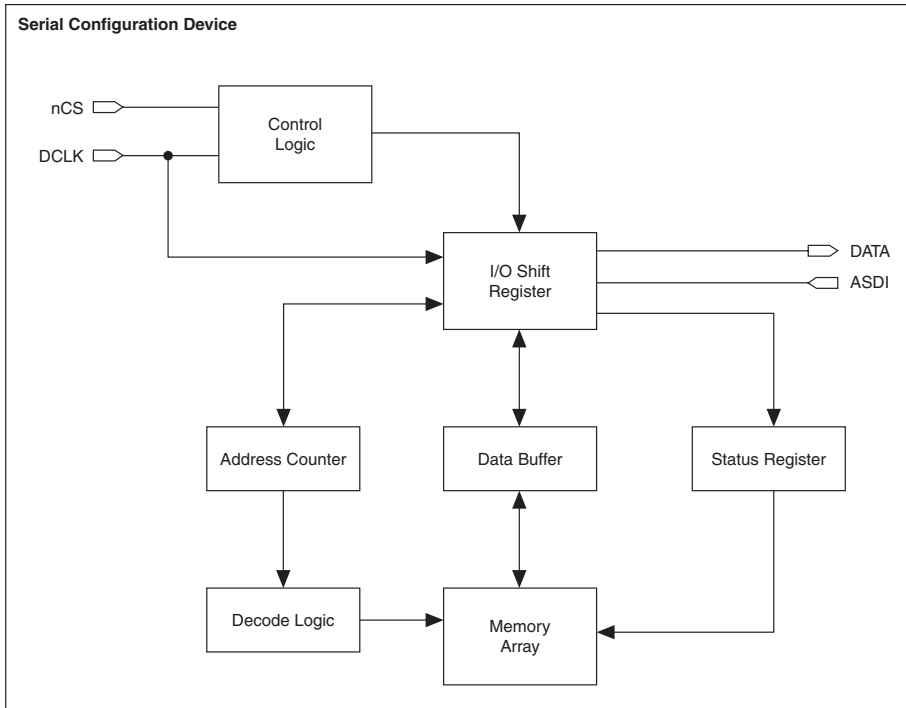 Serial Configuration Device
nCS
DCLK
Control
Logic
I/O Shift
Register
DATA
ASDI
Address Counter
Data Buffer
Status Register
Decode Logic
Memory
Array